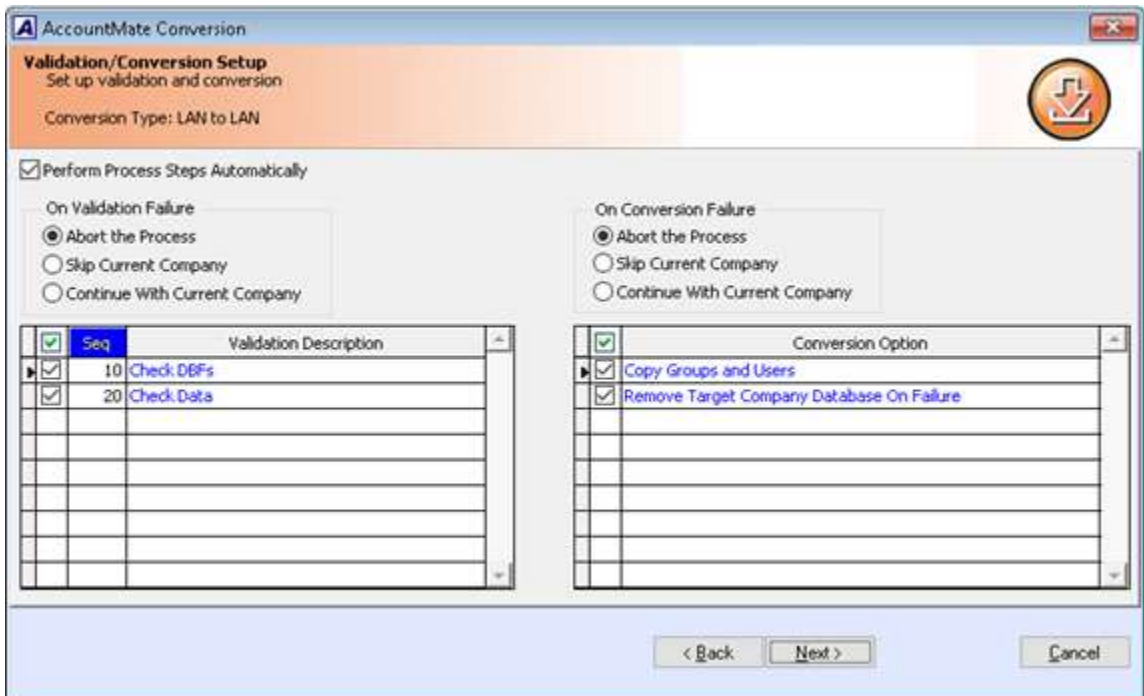 AccountMate Conversion
Validation/Conversion Setup
Set up validation and conversion
Conversion Type: LAN to LAN
Perform Process Steps Automatically
On Validation Failure
Abort the Process
Skip Current Company
Continue With Current Company
On Conversion Failure
Abort the Process
Skip Current Company
Continue With Current Company
Seq Validation Description
10 Check DBFs
20 Check Data
Conversion Option
Copy Groups and Users
Remove Target Company Database On Failure
< Back Next > Cancel